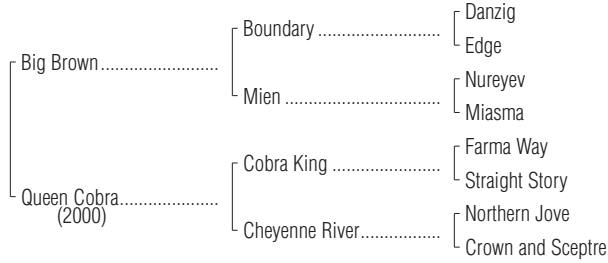 Danzig
Boundary
Edge
Big Brown
Nureyev
Mien
Miasma
Farma Way
Cobra King
Straight Story
Queen Cobra
(2000)
Northern Jove
Cheyenne River
Crown and Sceptre